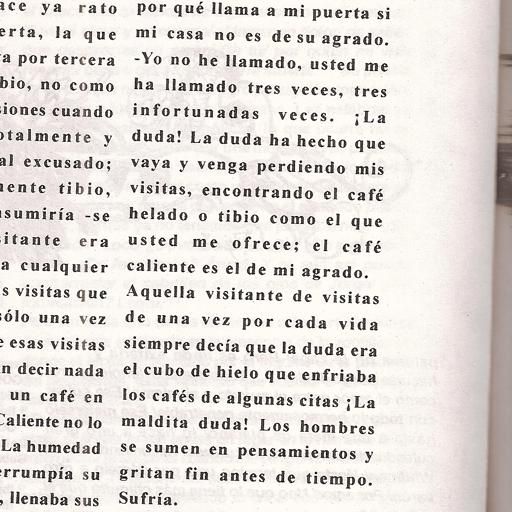 ace ya rato
erta, la que
a por tercera
bio, no como
siones cuando
otalmente y
al excusado;
mente tibio,
sumiría -se
sitante era
a cualquier
s visitas que
sólo una vez
e esas visitas
n decir nada
un café en
Caliente no lo
La humedad
errumpía su
, llenaba sus
por qué llama a mi puerta si
mi casa no es de su agrado.
-Yo no he llamado, usted me
ha llamado tres veces, tres
infortunadas veces. ¡La
duda! La duda ha hecho que
vaya y venga perdiendo mis
visitas, encontrando el café
helado o tibio como el que
usted me ofrece; el café
caliente es el de mi agrado.
Aquella visitante de visitas
de una vez por cada vida
siempre decía que la duda era
el cubo de hielo que enfriaba
los cafés de algunas citas ¡La
maldita duda! Los hombres
se sumen en pensamientos y
gritan fin antes de tiempo.
Sufría.